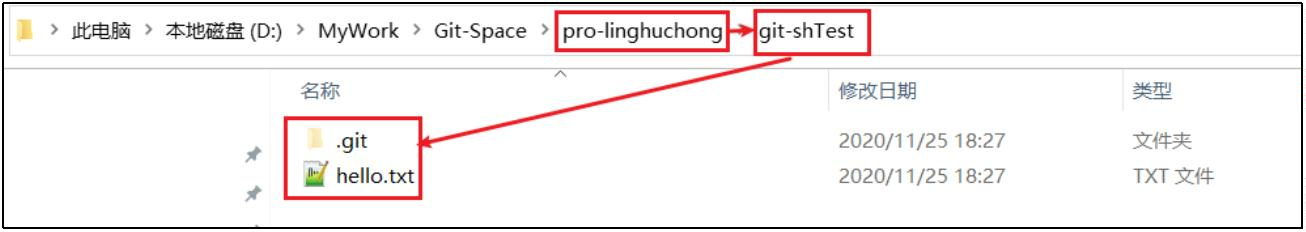 此电脑 > 本地磁盘 (D:) > MyWork > Git-Space > pro-linghuchong git-shTest
名称 修改日期 类型
.git 2020/11/25 18:27 文件夹
hello.txt 2020/11/25 18:27 TXT 文件